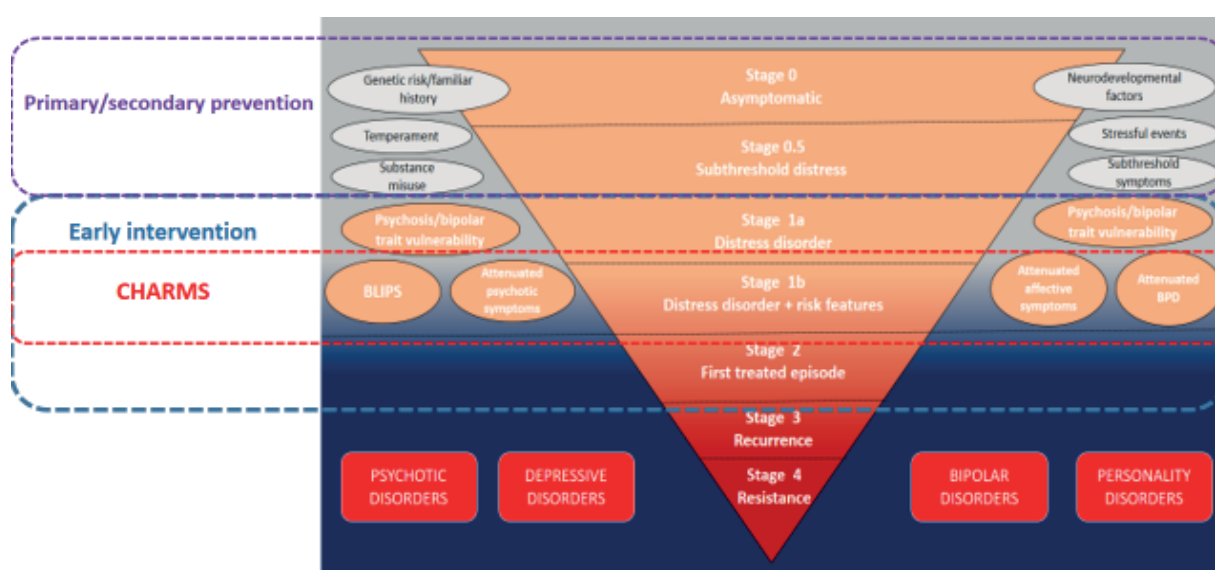 Primary/secondary prevention
Genetic risk/familiar
history
Temperament
Substance
misuse
Stage 0
Asymptomatic
Stage 0.5
Subthreshold distress
Neurodevelopmental
factors
Stressful events
Subthreshold
symptoms
Early intervention
Psychosis/bipolar
trait vulnerability
Stage 1a
Distress disorder
Psychosis/bipolar
trait vulnerability
CHARMS
BLIPS
Attenuated
psychotic
symptoms
Stage 1b
Distress disorder + risk features
Attenuated
affective
symptoms
Attenuated
BPD
Stage 2
First treated episode
Stage 3
Recurrence
Stage 4
Resistance
PSYCHOTIC
DISORDERS
DEPRESSIVE
DISORDERS
BIPOLAR
DISORDERS
PERSONALITY
DISORDERS